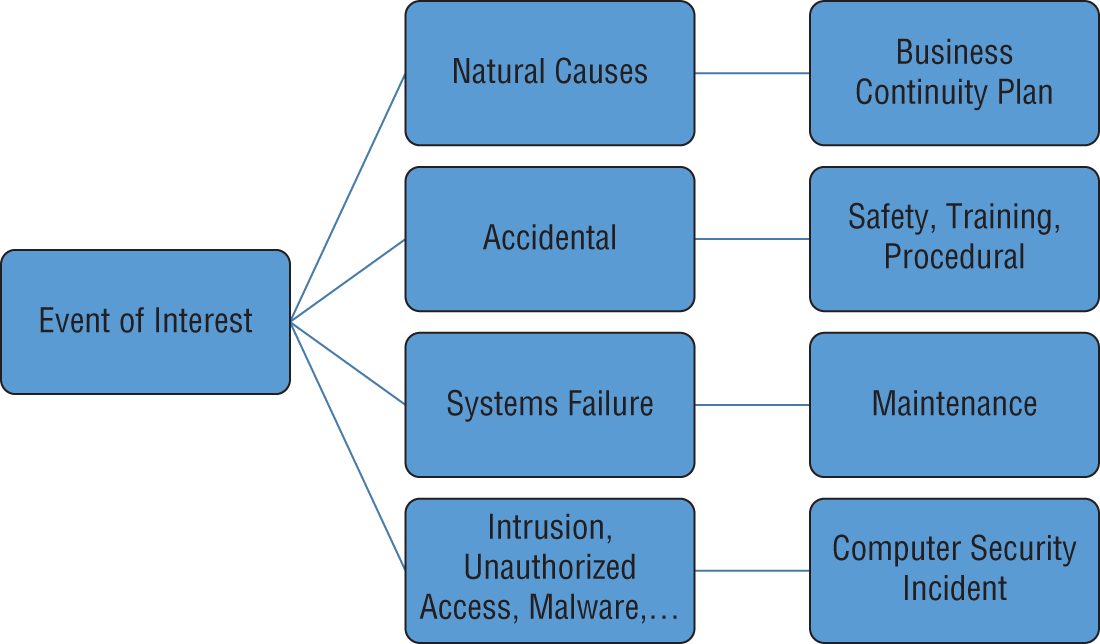 Natural Causes
Business
Continuity Plan
Accidental
Safety, Training,
Procedural
Event of Interest
Systems Failure
Maintenance
Intrusion,
Unauthorized
Access, Malware,...
Computer Security
Incident